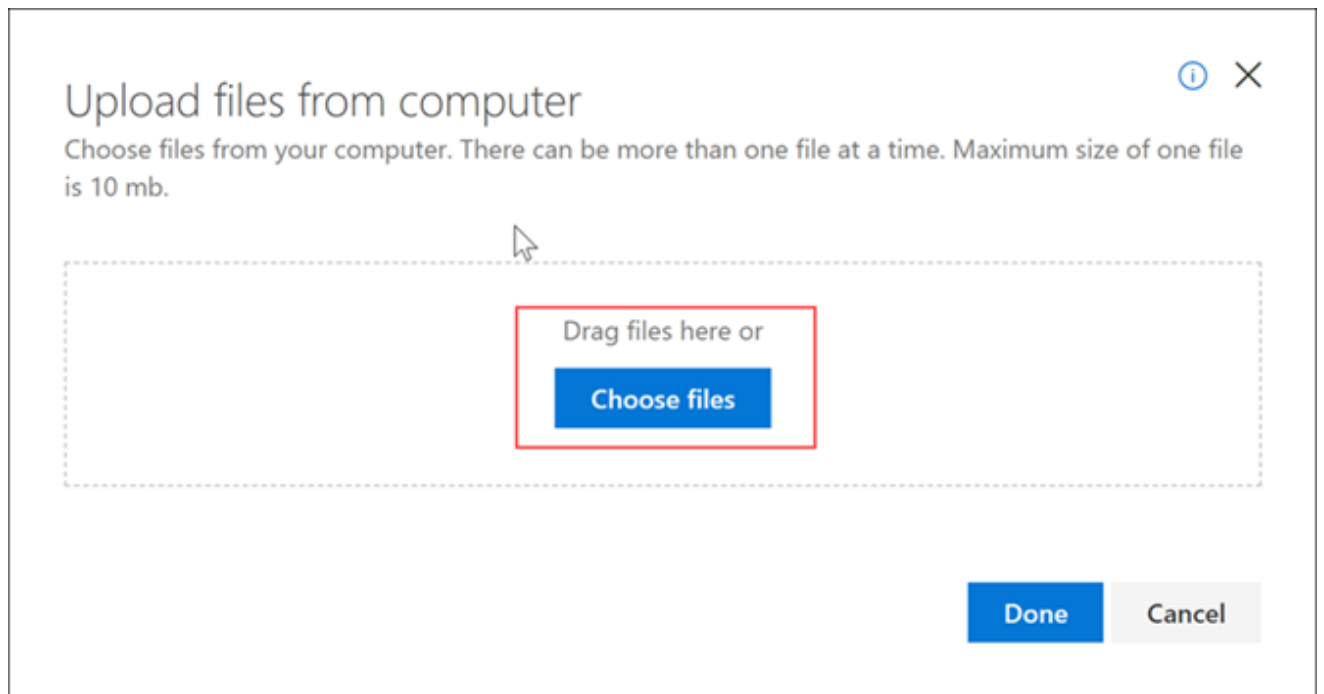 Upload files from computer
Choose files from your computer. There can be more than one file at a time. Maximum size of one file
is 10 mb.
Drag files here or
Choose files
Done
Cancel